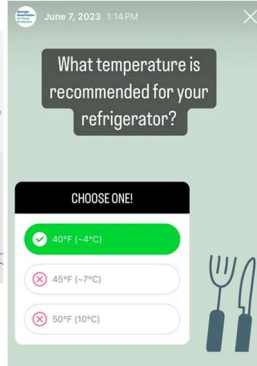 June 7, 2023 1:14 PM
What temperature is
recommended for your
refrigerator?
CHOOSE ONE!
40°F (~4°C)
45°F (~7°C)
50°F (10°C)